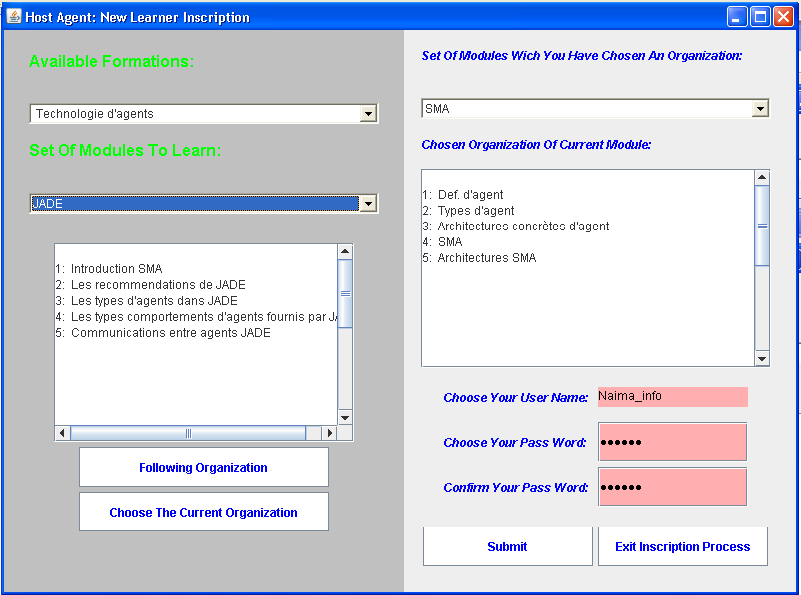 Host Agent: New Learner Inscription
Available Formations:
Technologie d'agents
Set Of Modules To Learn:
JADE
1: Introduction SMA
2: Les recommendations de JADE
3: Les types d'agents dans JADE
4: Les types comportements d'agents fournis par JA
5: Communications entre agents JADE
Following Organization
Choose The Current Organization
Set Of Modules Wich You Have Chosen An Organization:
SMA
Chosen Organization Of Current Module:
1: Def. d'agent
2: Types d'agent
3: Architectures concrètes d'agent
4: SMA
5: Architectures SMA
Choose Your User Name: Naima_info
Choose Your Pass Word: ●●●●●●
Confirm Your Pass Word: ●●●●●●
Submit
Exit Inscription Process